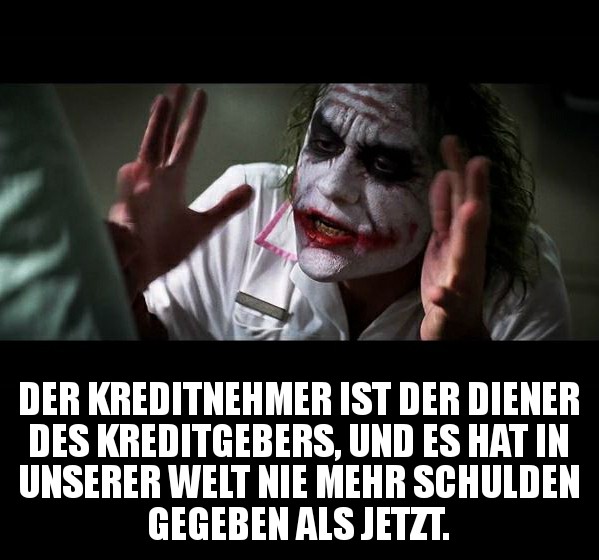 DER KREDITNEHMER IST DER DIENER
DES KREDITGEBERS, UND ES HAT IN
UNSERER WELT NIE MEHR SCHULDEN
GEGEBEN ALS JETZT.